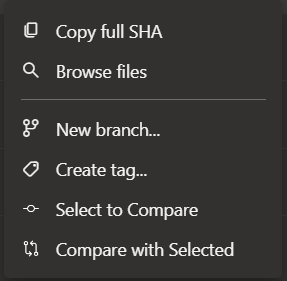 Copy full SHA
Browse files
New branch...
Create tag...
Select to Compare
Compare with Selected